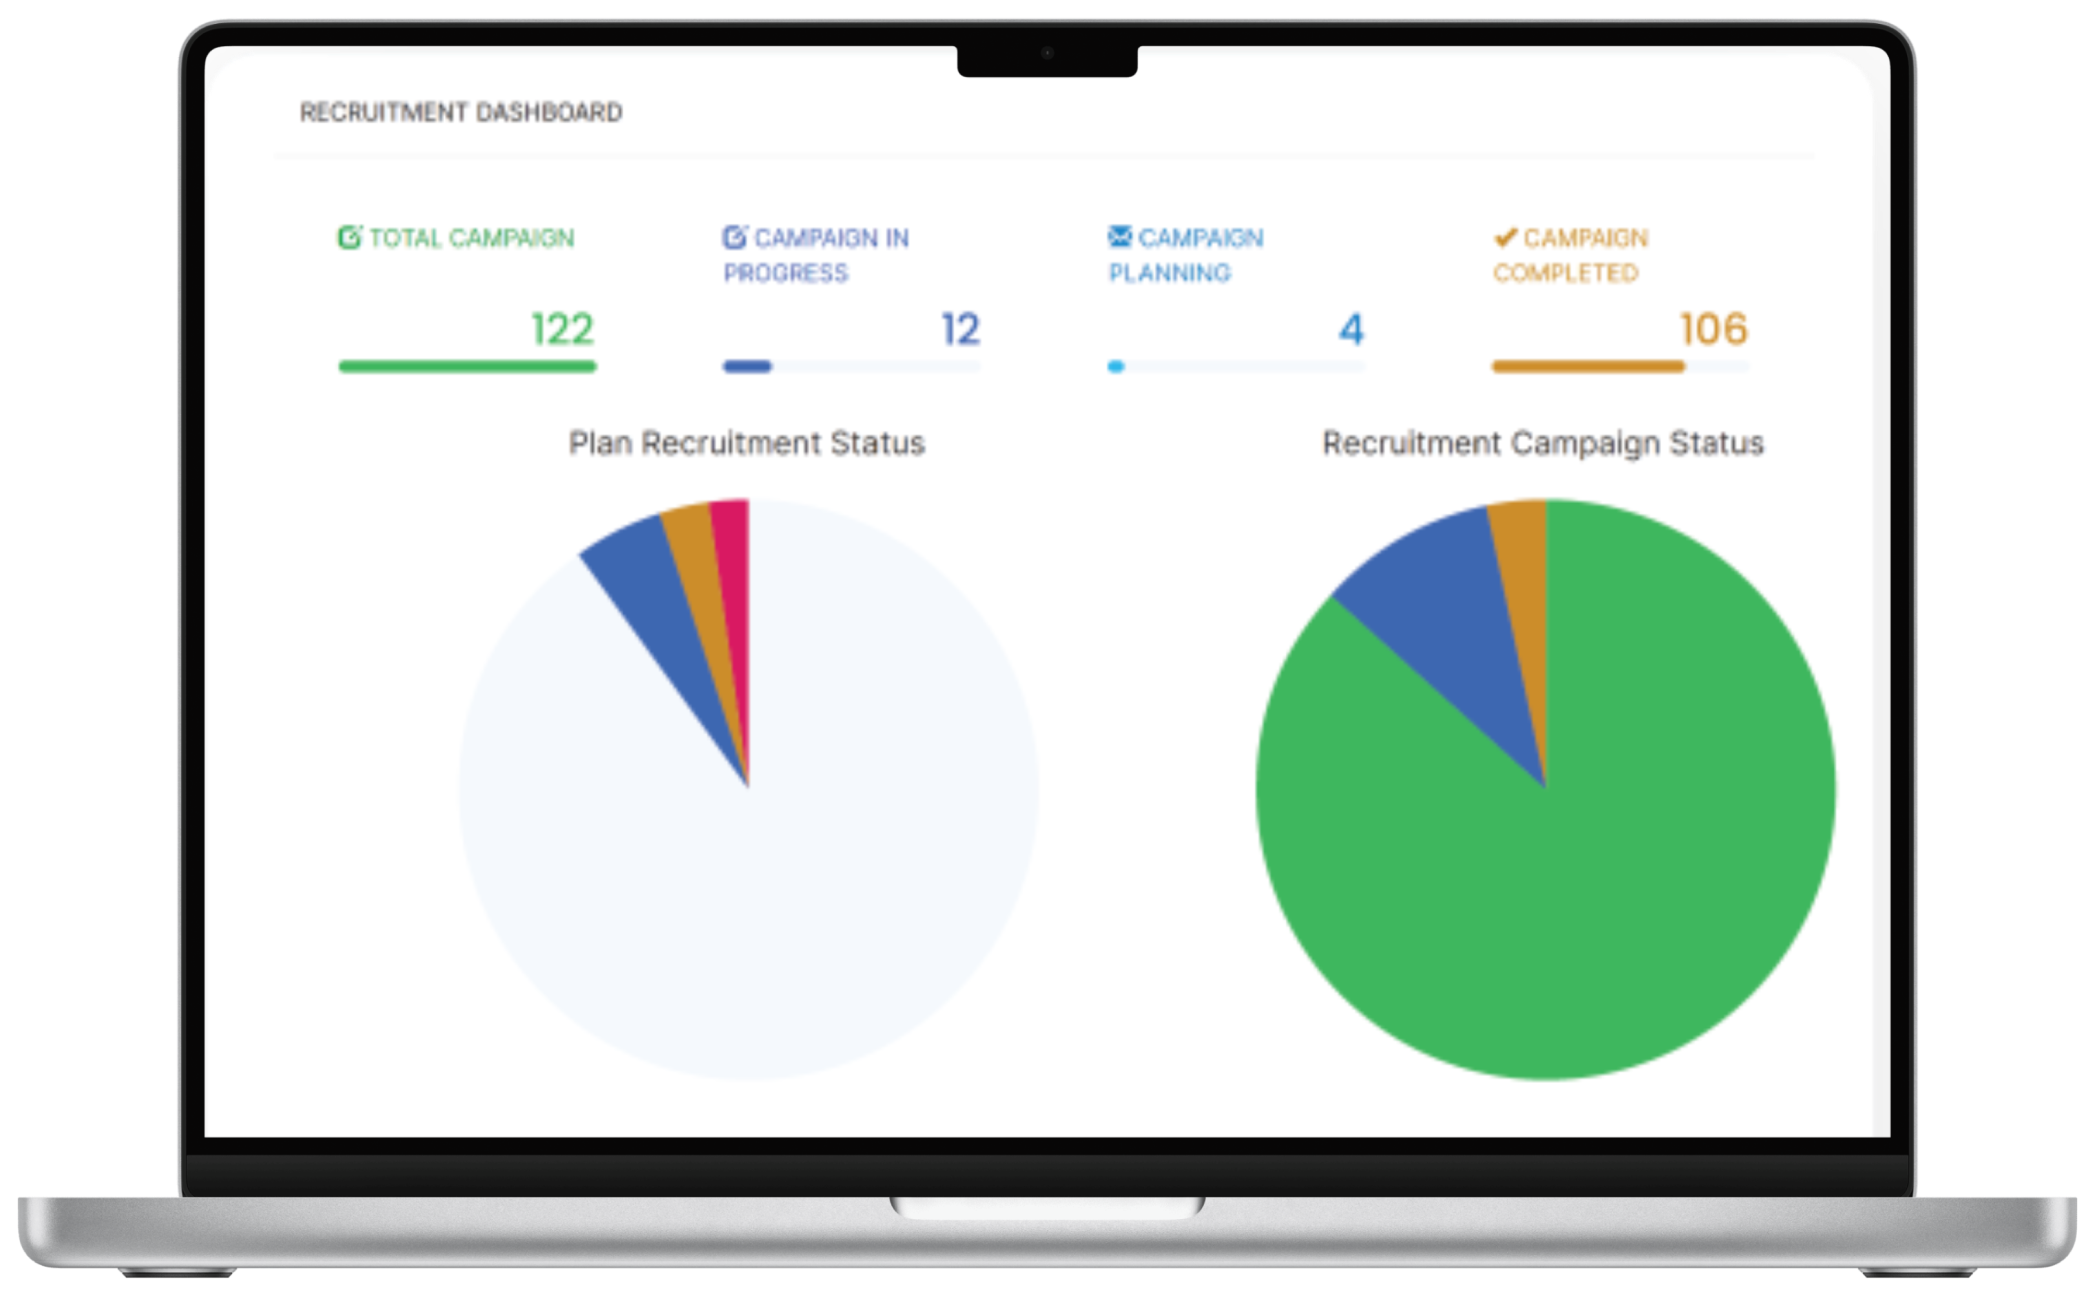 RECRUITMENT DASHBOARD
TOTAL CAMPAIGN
122
CAMPAIGN IN
PROGRESS
12
CAMPAIGN
PLANNING
4
CAMPAIGN
COMPLETED
106
Plan Recruitment Status
Recruitment Campaign Status